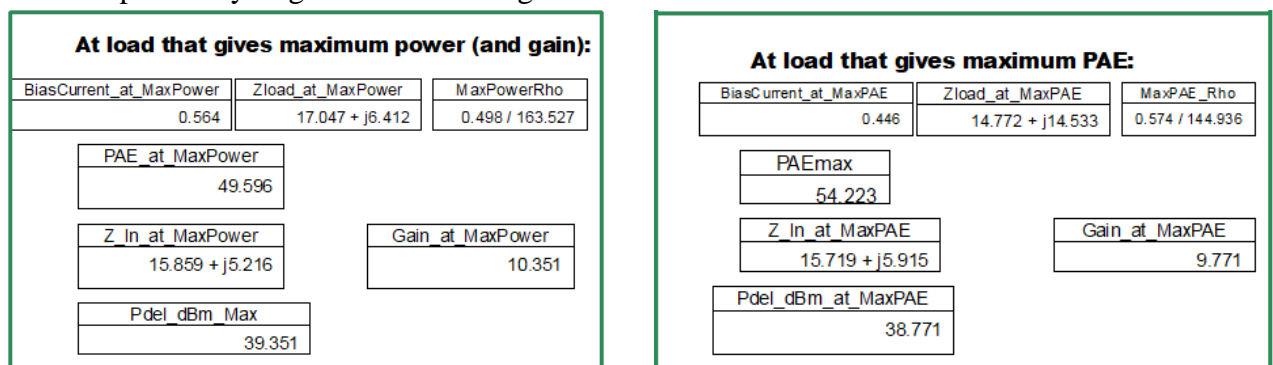 At load that gives maximum power (and gain):
BiasCurrent_at_MaxPower Zload_at_MaxPower MaxPowerRho
0.564 17.047 + j6.412 0.498 / 163.527
PAE_at_MaxPower
49.596
Z_In_at_MaxPower Gain_at_MaxPower
15.859 + j5.216 10.351
Pdel_dBm_Max
39.351
At load that gives maximum PAE:
BiasCurrent_at_MaxPAE Zload_at_MaxPAE MaxPAE_Rho
0.446 14.772 + j14.533 0.574 / 144.936
PAEmax
54.223
Z_In_at_MaxPAE Gain_at_MaxPAE
15.719 + j5.915 9.771
Pdel_dBm_at_MaxPAE
38.771